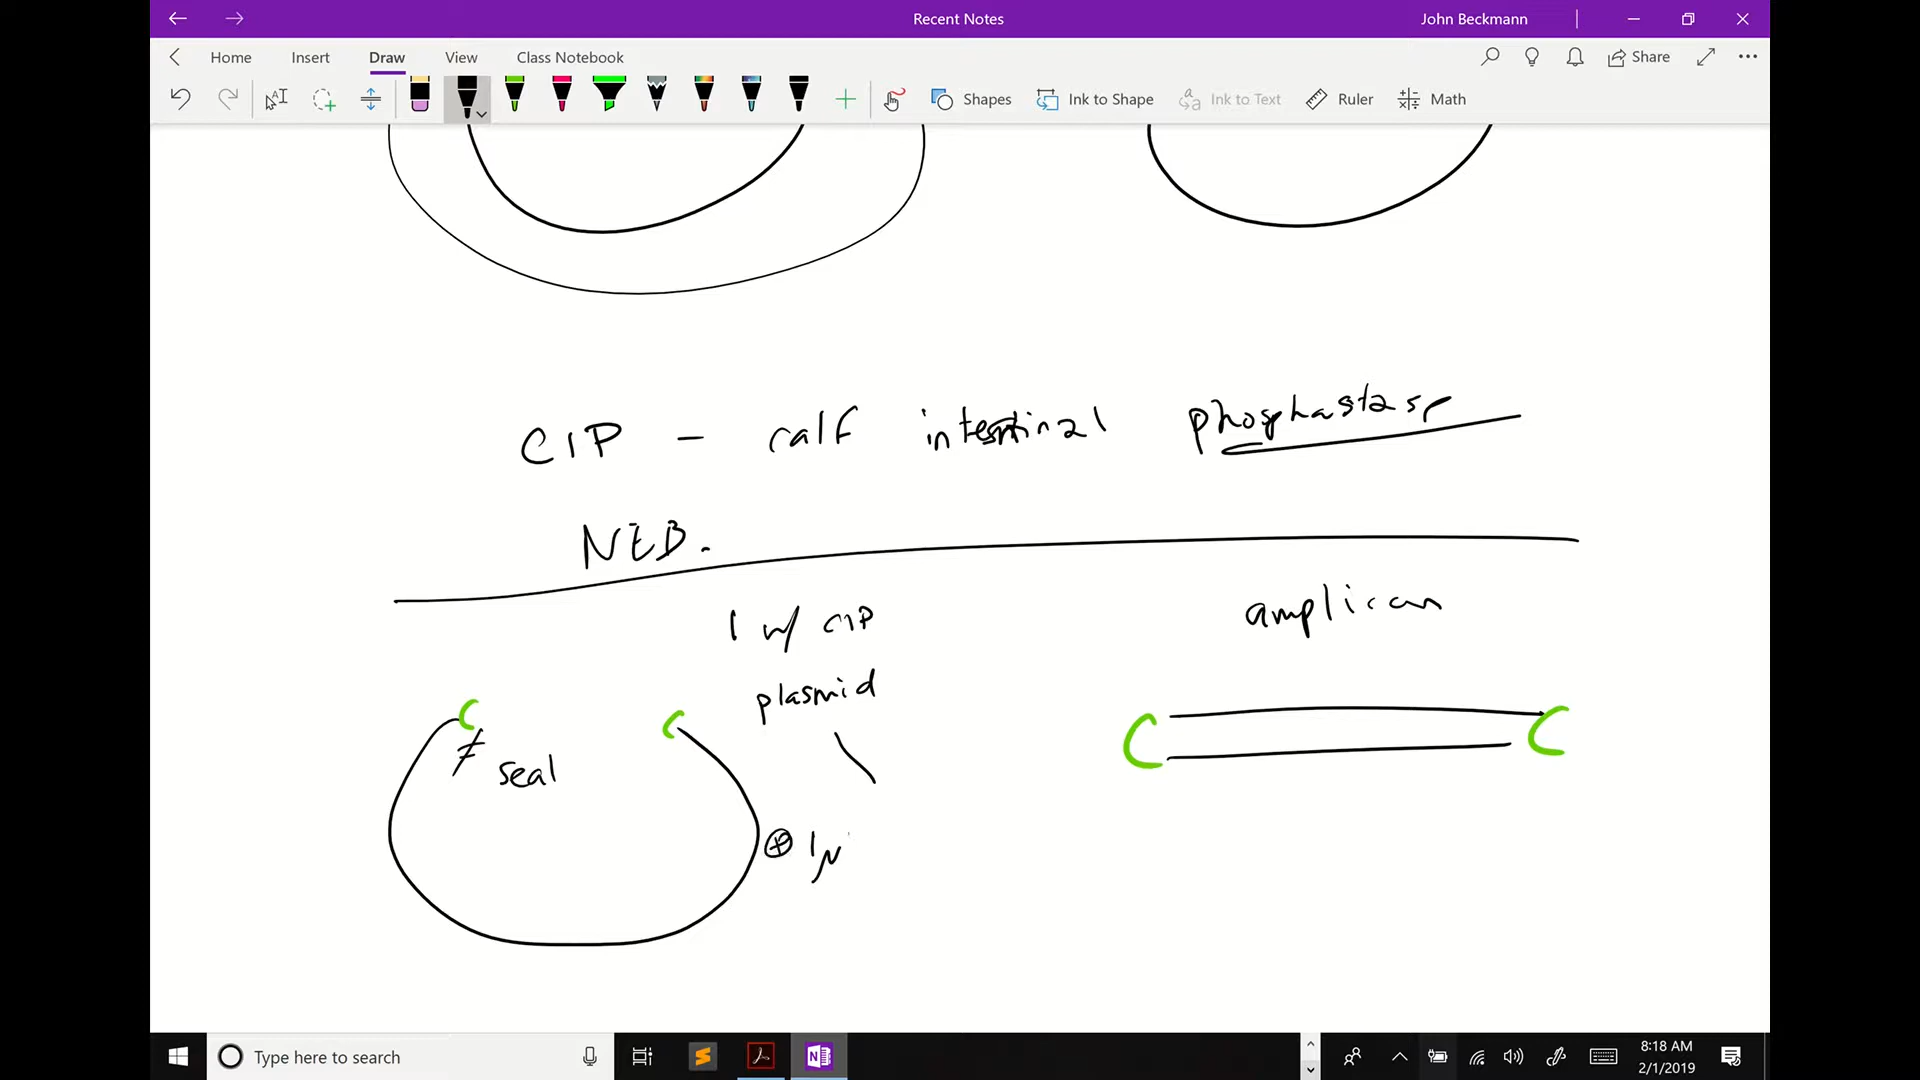 Recent Notes
John Beckmann
Home Insert Draw View Class Notebook
Share
Shapes Ink to Shape Ink to Text Ruler Math
CIP - calf intestinal phosphatase
NEB.
1 w/ CIP
amplicon
plasmid
C C
C C
≠ seal
⊕
Type here to search
8:18 AM
2/1/2019